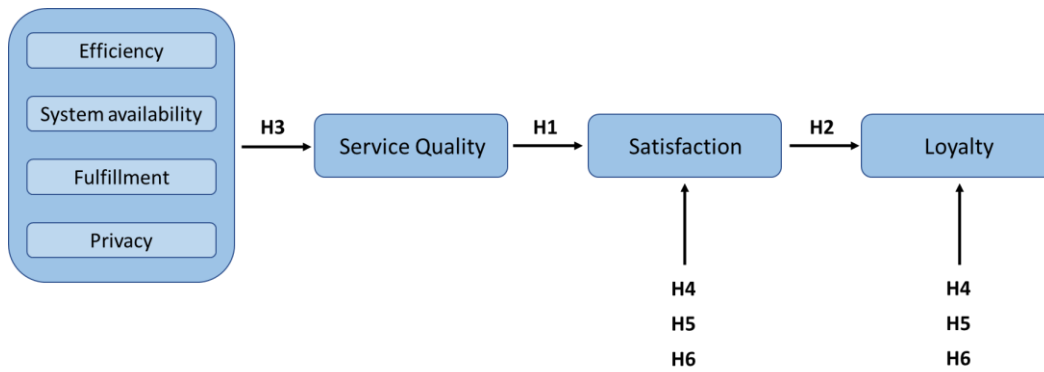 Efficiency
System availability
Fulfillment
Privacy
H3
Service Quality
H1
Satisfaction
H2
Loyalty
H4
H5
H6
H4
H5
H6